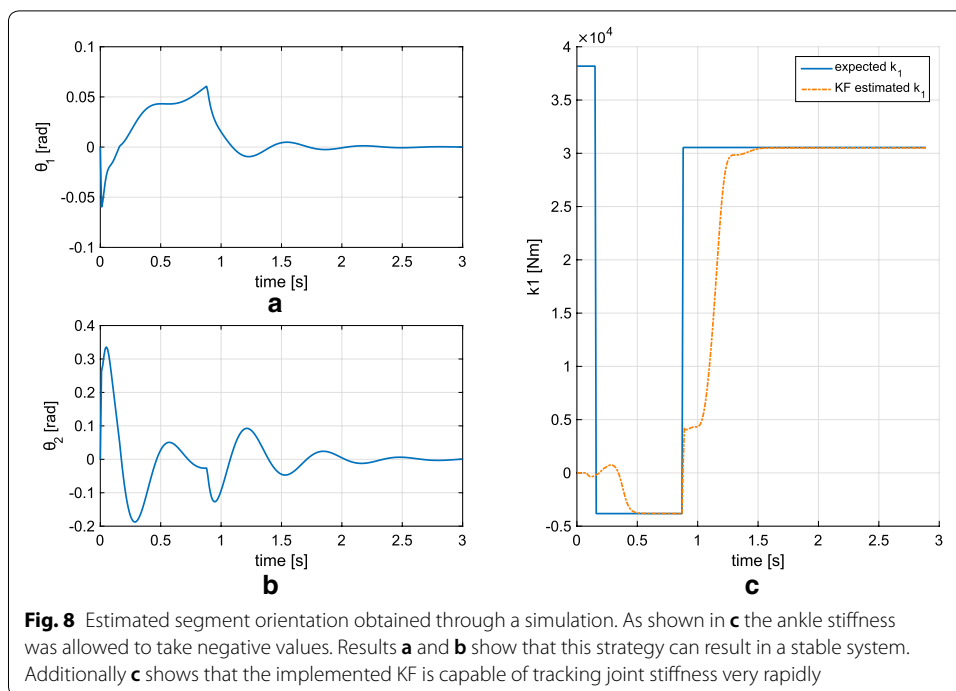 0.1
0.05
0
-0.05
-0.1
θ1 [rad]
0 0.5 1 1.5 2 2.5 3
time [s]
a
0.4
0.3
0.2
0.1
0
-0.1
-0.2
θ2 [rad]
0 0.5 1 1.5 2 2.5 3
time [s]
b
×10⁴
4
3.5
3
2.5
2
1.5
1
0.5
0
-0.5
k1 [Nm]
expected k1
KF estimated k1
0 0.5 1 1.5 2 2.5 3
time [s]
c
Fig. 8 Estimated segment orientation obtained through a simulation. As shown in c the ankle stiffness
was allowed to take negative values. Results a and b show that this strategy can result in a stable system.
Additionally c shows that the implemented KF is capable of tracking joint stiffness very rapidly